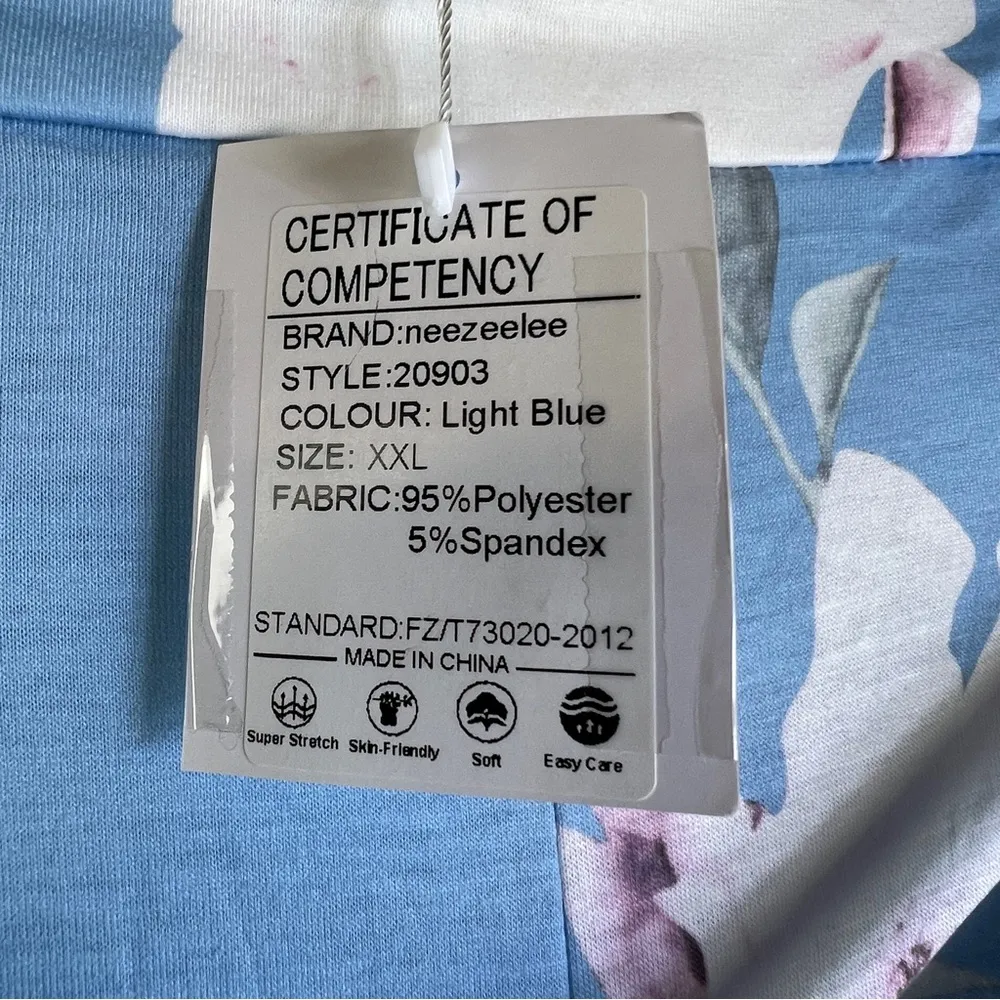 CERTIFICATE OF
COMPETENCY
BRAND:neezeelee
STYLE:20903
COLOUR: Light Blue
SIZE: XXL
FABRIC:95%Polyester
5%Spandex
STANDARD:FZ/T73020-2012
MADE IN CHINA
Super Stretch Skin-Friendly Soft Easy Care